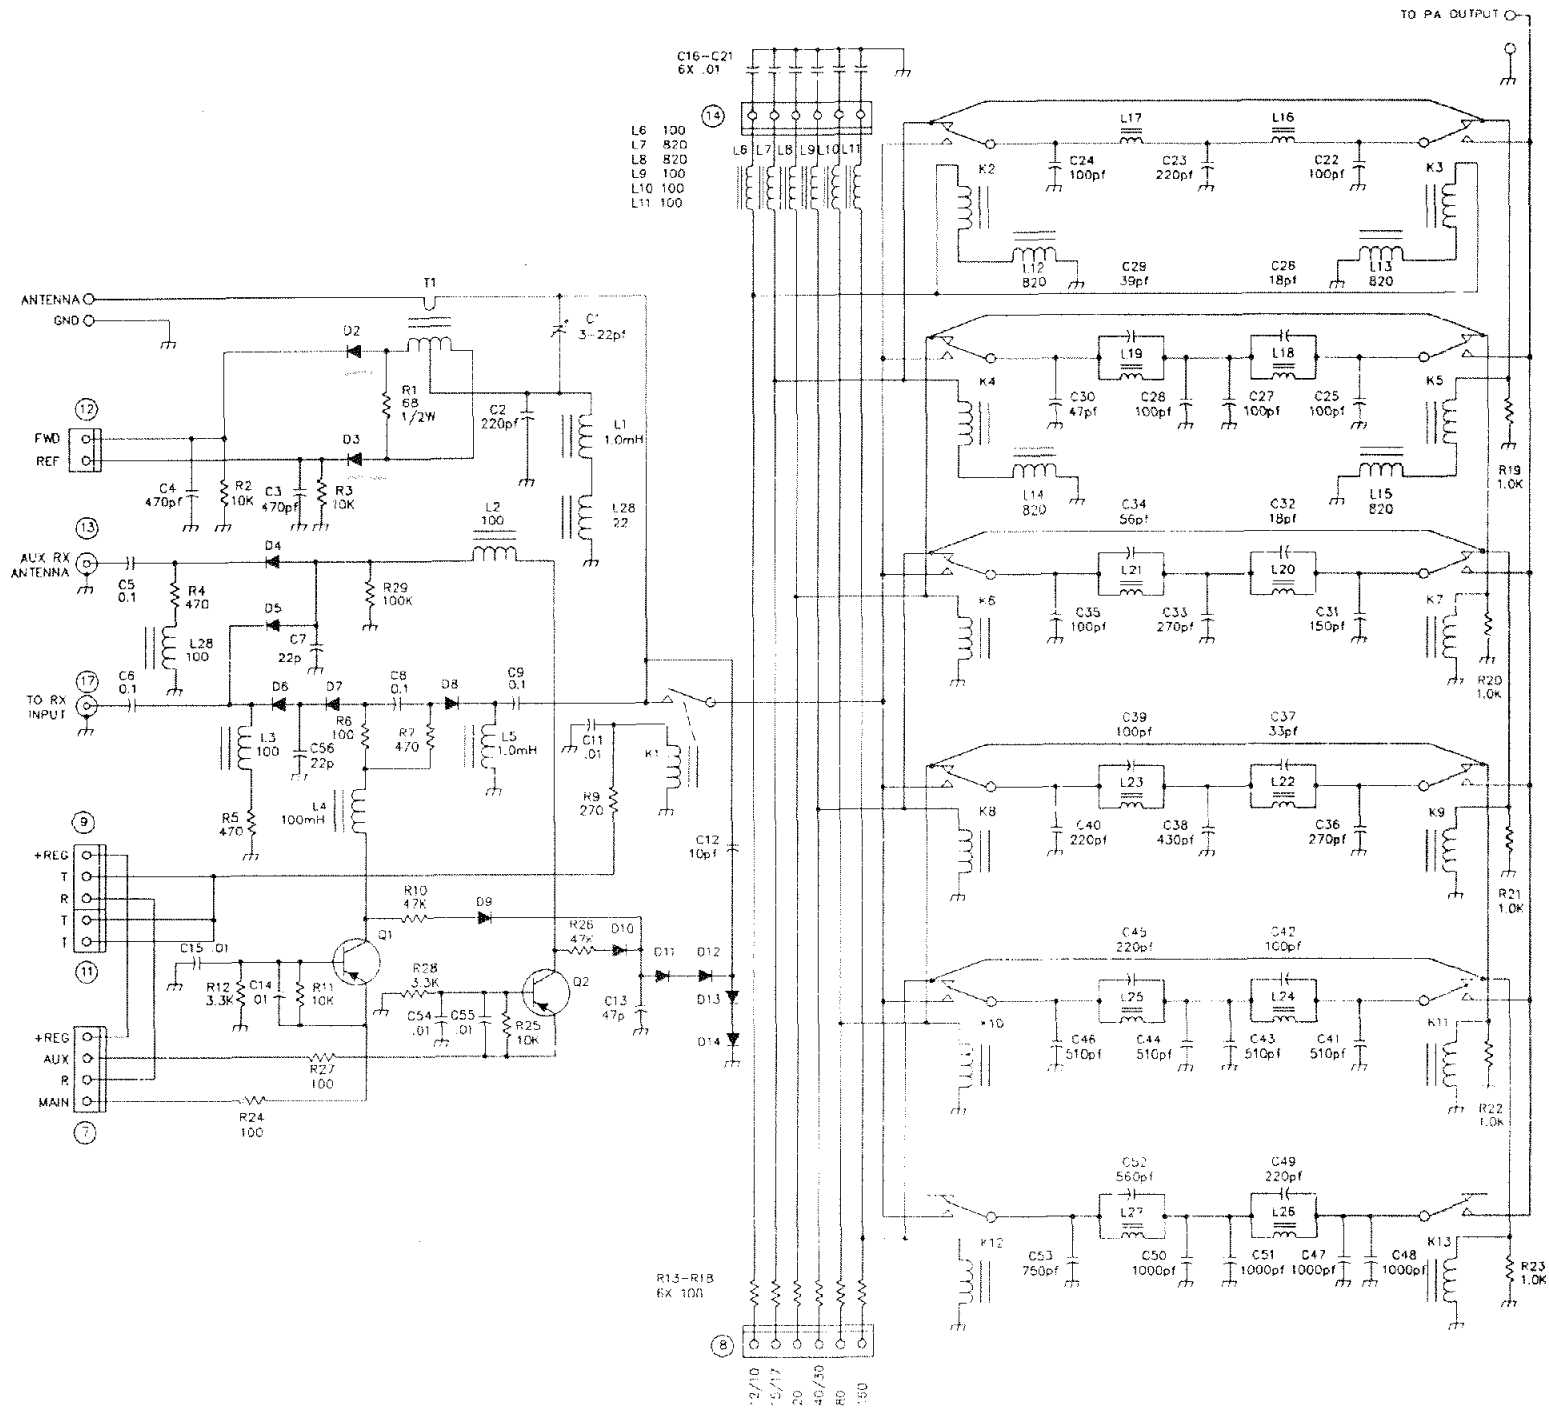 TO PA OUTPUT
C16-C21
6X .01
14
L6 100
L7 820
L8 820
L9 100
L10 100
L11 100
L6 L7 L8 L9 L10 L11
L17
L16
C24
100pf
C23
220pf
C22
100pf
K2
K3
L12
820
C29
39pf
C26
18pf
L13
820
ANTENNA
GND
T1
D2
3-22pf
R1
68
1/2W
C2
220pf
L1
1.0mH
12
FWD
REF
D3
C4
470pf
R2
10K
C3
470pf
R3
10K
L2
100
L28
22
L19
L18
K4
K5
C30
47pf
C28
100pf
C27
100pf
C25
100pf
R19
1.0K
L14
820
C34
56pf
C32
18pf
L15
820
13
AUX RX
ANTENNA
C5
0.1
D4
R4
470
R29
100K
D5
C7
22p
L28
100
L21
L20
K6
K7
C35
100pf
C33
270pf
C31
150pf
R20
1.0K
17
TO RX
INPUT
C6
0.1
D6
D7
C8
0.1
D8
C9
0.1
L3
100
C56
22p
R6
100
R7
470
L5
1.0mH
C11
.01
K1
C39
100pf
C37
33pf
L23
L22
K8
K9
C40
220pf
C38
430pf
C36
270pf
R21
1.0K
R5
470
L4
100mH
R9
270
C12
10pf
9
+REG
T
R
T
T
11
R10
47K
D9
R26
47K
D10
D11
D12
Q1
Q2
C15 .01
R12
3.3K
C14
.01
R11
10K
R28
3.3K
C54
.01
C55
.01
R25
10K
C13
47p
D13
D14
C45
220pf
C42
100pf
L25
L24
K10
K11
C46
510pf
C44
510pf
C43
510pf
C41
510pf
R22
1.0K
+REG
AUX
R
MAIN
7
R27
100
R24
100
C52
560pf
C49
220pf
L27
L26
K12
K13
C53
750pf
C50
1000pf
C51
1000pf
C47
1000pf
C48
1000pf
R23
1.0K
R13-R18
6X 100
8
20
40/30
80